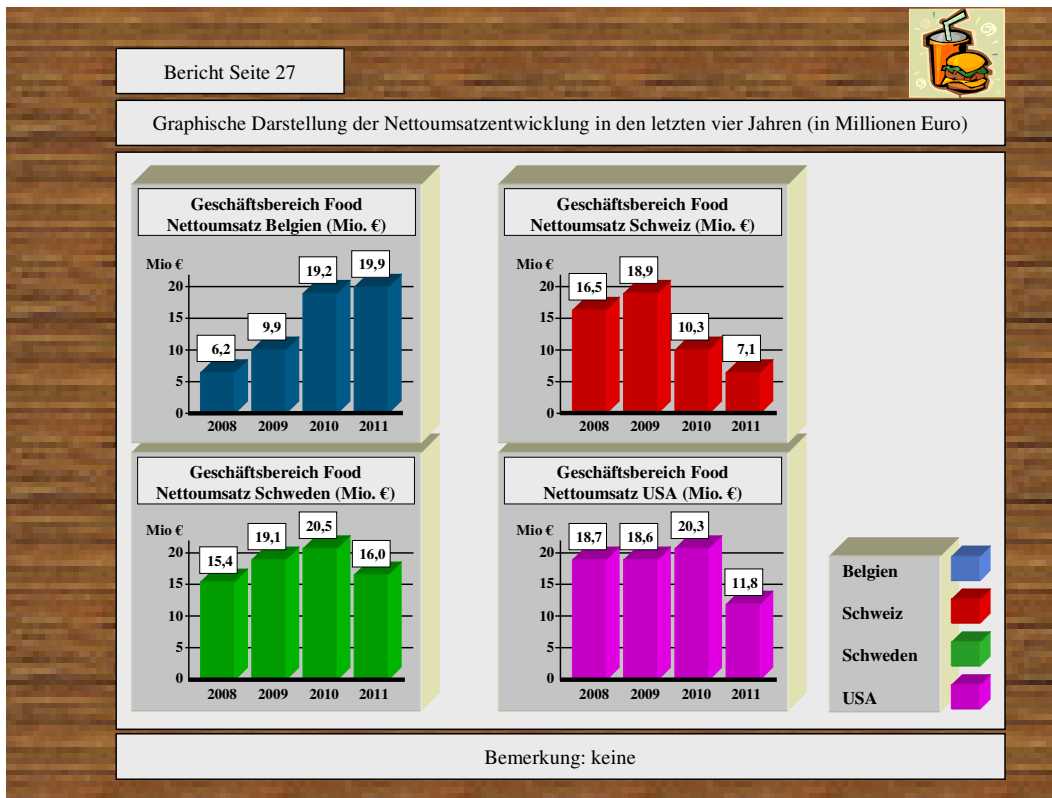 Bericht Seite 27
Graphische Darstellung der Nettoumsatzentwicklung in den letzten vier Jahren (in Millionen Euro)
Geschäftsbereich Food
Nettoumsatz Belgien (Mio. €)
Mio €
20
15
10
5
0
6,2
9,9
19,2
19,9
2008 2009 2010 2011
Geschäftsbereich Food
Nettoumsatz Schweiz (Mio. €)
Mio €
20
15
10
5
0
16,5
18,9
10,3
7,1
2008 2009 2010 2011
Geschäftsbereich Food
Nettoumsatz Schweden (Mio. €)
Mio €
20
15
10
5
0
15,4
19,1
20,5
16,0
2008 2009 2010 2011
Geschäftsbereich Food
Nettoumsatz USA (Mio. €)
Mio €
20
15
10
5
0
18,7
18,6
20,3
11,8
2008 2009 2010 2011
Belgien
Schweiz
Schweden
USA
Bemerkung: keine